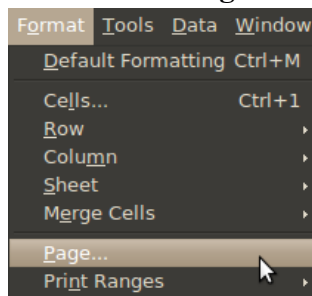 Format Tools Data Window
Default Formatting Ctrl+M
Cells... Ctrl+1
Row
Column
Sheet
Merge Cells
Page...
Print Ranges